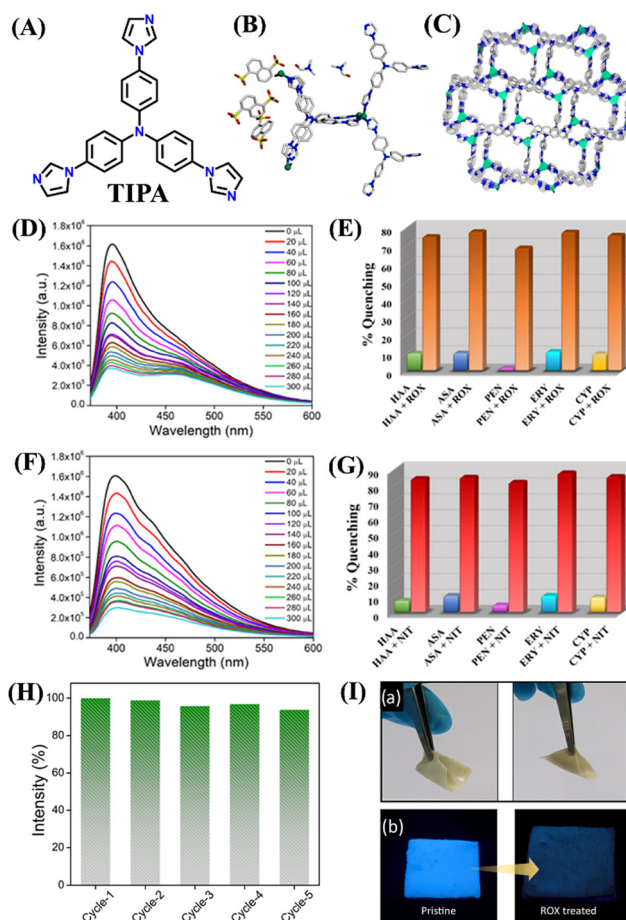 (A)
N
N
N
N
N
N
N
TIPA
(B)
(C)
(D)
Intensity (a.u.)
1.8x10⁶
1.6x10⁶
1.4x10⁶
1.2x10⁶
1.0x10⁶
8.0x10⁵
6.0x10⁵
4.0x10⁵
2.0x10⁵
0.0
400 450 500 550 600
Wavelength (nm)
0 µL
20 µL
40 µL
60 µL
80 µL
100 µL
120 µL
140 µL
160 µL
180 µL
200 µL
220 µL
240 µL
260 µL
280 µL
300 µL
(E)
% Quenching
80
70
60
50
40
30
20
10
0
HAA
HAA + ROX
ASA
ASA + ROX
PEN
PEN + ROX
ERY
ERY + ROX
CYP
CYP + ROX
(F)
Intensity (a.u.)
1.8x10⁶
1.6x10⁶
1.4x10⁶
1.2x10⁶
1.0x10⁶
8.0x10⁵
6.0x10⁵
4.0x10⁵
2.0x10⁵
0.0
400 450 500 550 600
Wavelength (nm)
0 µL
20 µL
40 µL
60 µL
80 µL
100 µL
120 µL
140 µL
160 µL
180 µL
200 µL
220 µL
240 µL
260 µL
280 µL
300 µL
(G)
% Quenching
90
80
70
60
50
40
30
20
10
0
HAA
HAA + NIT
ASA
ASA + NIT
PEN
PEN + NIT
ERY
ERY + NIT
CYP
CYP + NIT
(H)
Intensity (%)
100
80
60
40
20
0
Cycle-1
Cycle-2
Cycle-3
Cycle-4
Cycle-5
(I)
(a)
(b)
Pristine
ROX treated